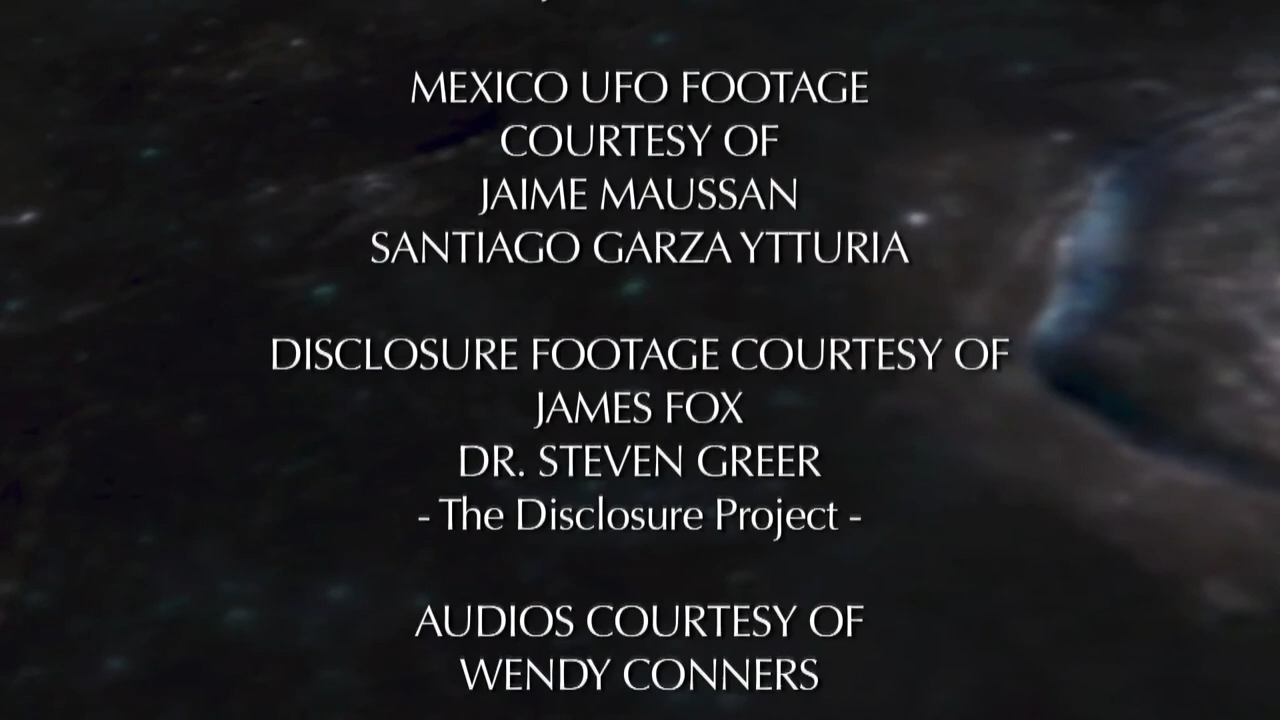 MEXICO UFO FOOTAGE
COURTESY OF
JAIME MAUSSAN
SANTIAGO GARZA YTTURIA
DISCLOSURE FOOTAGE COURTESY OF
JAMES FOX
DR. STEVEN GREER
- The Disclosure Project -
AUDIOS COURTESY OF
WENDY CONNERS